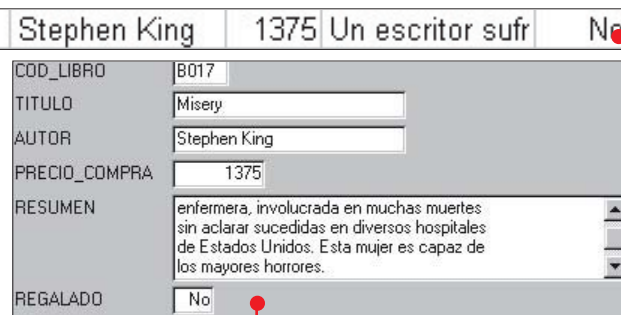 Stephen King 1375 Un escritor sufr No
COD_LIBRO B017
TITULO Misery
AUTOR Stephen King
PRECIO_COMPRA 1375
RESUMEN enfermera, involucrada en muchas muertes
sin aclarar sucedidas en diversos hospitales
de Estados Unidos. Esta mujer es capaz de
los mayores horrores.
REGALADO No